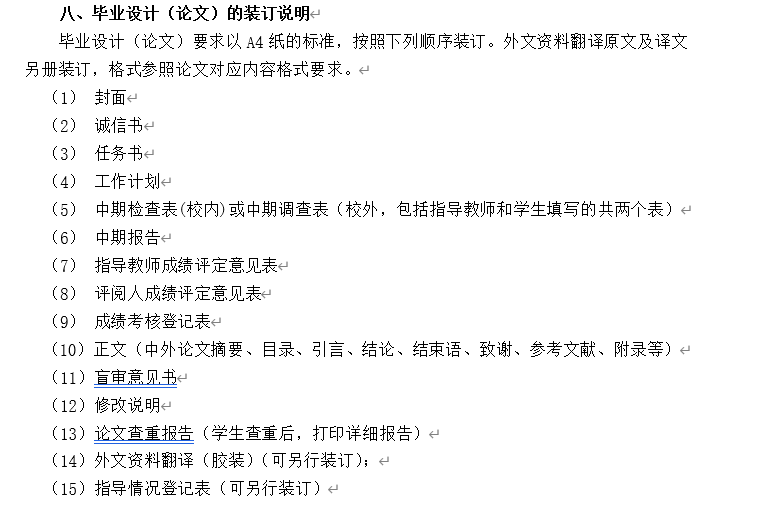 八、毕业设计（论文）的装订说明
毕业设计（论文）要求以 A4 纸的标准，按照下列顺序装订。外文资料翻译原文及译文
另册装订，格式参照论文对应内容格式要求。
（1） 封面
（2） 诚信书
（3） 任务书
（4） 工作计划
（5） 中期检查表(校内)或中期调查表（校外，包括指导教师和学生填写的共两个表）
（6） 中期报告
（7） 指导教师成绩评定意见表
（8） 评阅人成绩评定意见表
（9） 成绩考核登记表
（10）正文（中外论文摘要、目录、引言、结论、结束语、致谢、参考文献、附录等）
（11）盲审意见书
（12）修改说明
（13）论文查重报告（学生查重后，打印详细报告）
（14）外文资料翻译（胶装）（可另行装订）；
（15）指导情况登记表（可另行装订）